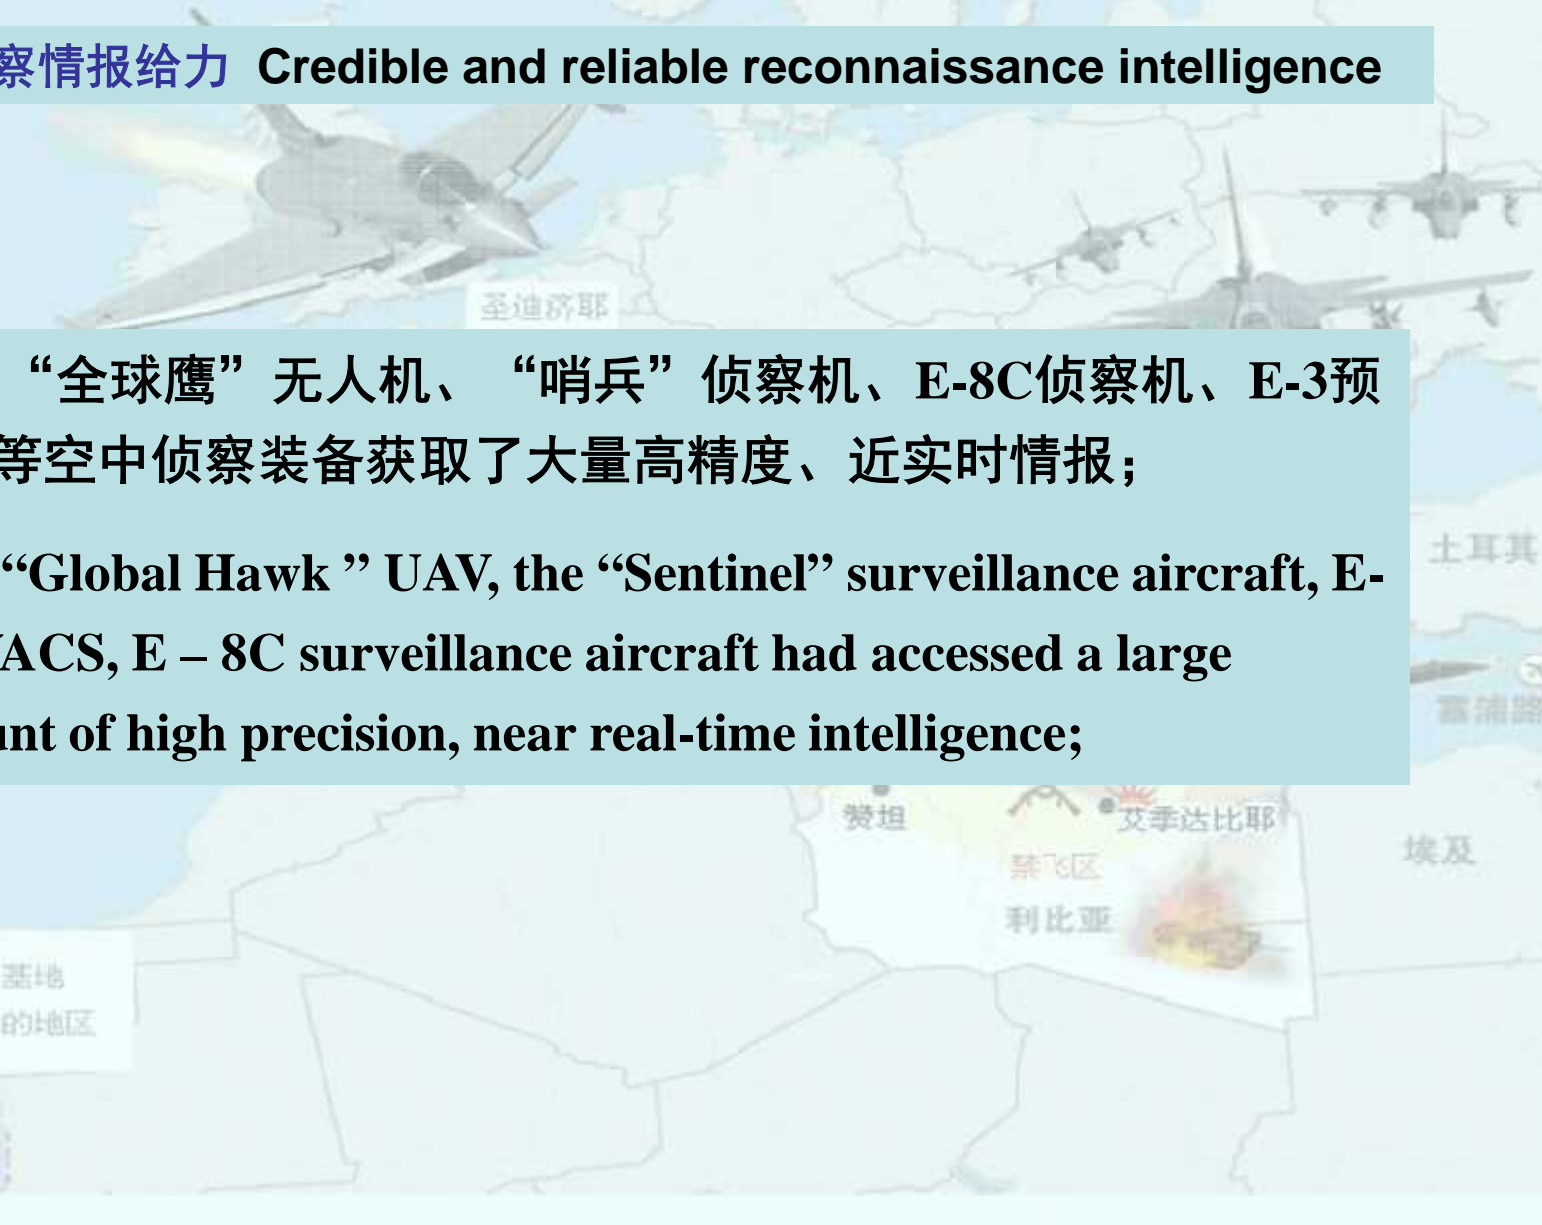 察情报给力 Credible and reliable reconnaissance intelligence
圣迪济耶
“全球鹰”无人机、“哨兵”侦察机、E-8C侦察机、E-3预
等空中侦察装备获取了大量高精度、近实时情报；
“Global Hawk ” UAV, the “Sentinel” surveillance aircraft, E-
ACS, E – 8C surveillance aircraft had accessed a large
unt of high precision, near real-time intelligence;
土耳其
塞浦路
赞坦
艾季达比耶
埃及
禁飞区
利比亚
基地
的地区